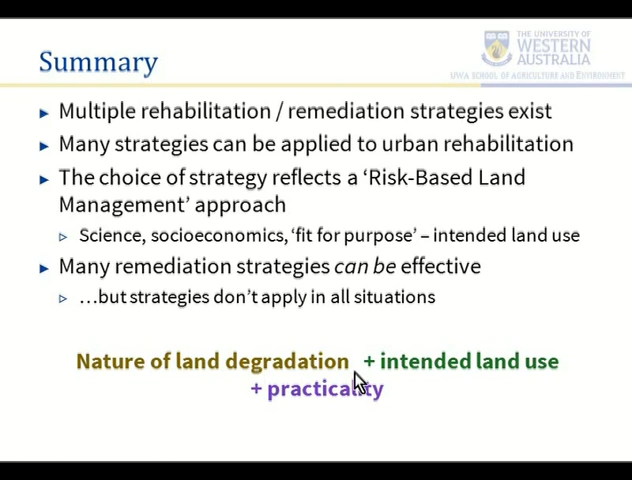 Summary
THE UNIVERSITY OF
WESTERN
AUSTRALIA
UWA SCHOOL OF AGRICULTURE AND ENVIRONMENT
Multiple rehabilitation / remediation strategies exist
Many strategies can be applied to urban rehabilitation
The choice of strategy reflects a ‘Risk-Based Land
Management’ approach
Science, socioeconomics, ‘fit for purpose’ – intended land use
Many remediation strategies can be effective
…but strategies don’t apply in all situations
Nature of land degradation + intended land use
+ practicality